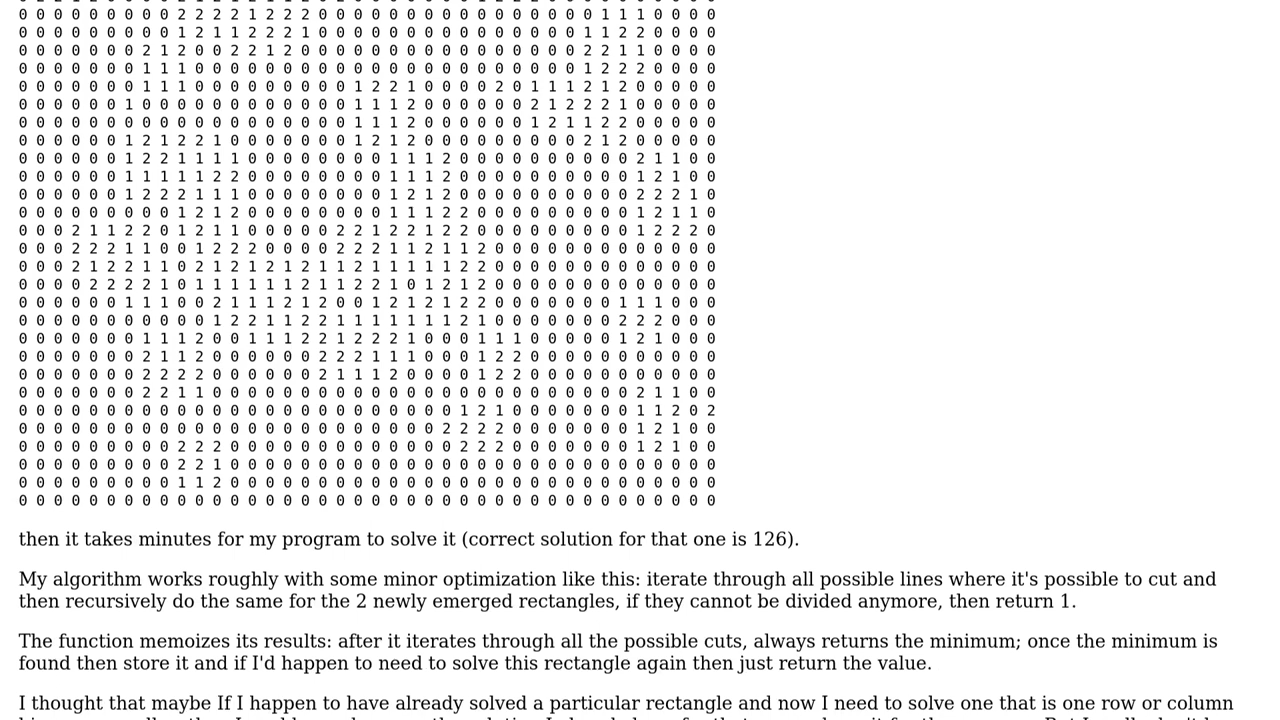 0 0 0 0 0 0 0 0 0 2 2 2 2 1 2 2 2 0 0 0 0 0 0 0 0 0 0 0 0 0 0 0 0 1 1 1 0 0 0 0
0 0 0 0 0 0 0 0 0 1 2 1 1 2 2 2 1 0 0 0 0 0 0 0 0 0 0 0 0 0 0 0 1 1 2 2 0 0 0 0
0 0 0 0 0 0 0 2 1 2 0 0 2 2 1 2 0 0 0 0 0 0 0 0 0 0 0 0 0 0 0 0 2 2 1 1 0 0 0 0
0 0 0 0 0 0 0 1 1 1 0 0 0 0 0 0 0 0 0 0 0 0 0 0 0 0 0 0 0 0 0 0 1 2 2 2 0 0 0 0
0 0 0 0 0 0 0 1 1 1 0 0 0 0 0 0 0 0 0 1 2 2 1 0 0 0 0 2 0 1 1 1 2 1 2 0 0 0 0 0
0 0 0 0 0 0 1 0 0 0 0 0 0 0 0 0 0 0 0 1 1 1 2 0 0 0 0 0 0 2 1 2 2 2 1 0 0 0 0 0
0 0 0 0 0 0 0 0 0 0 0 0 0 0 0 0 0 0 0 1 1 1 2 0 0 0 0 0 0 1 2 1 1 2 2 0 0 0 0 0
0 0 0 0 0 0 1 2 1 2 2 1 0 0 0 0 0 0 0 1 2 1 2 0 0 0 0 0 0 0 0 0 2 1 2 0 0 0 0 0
0 0 0 0 0 0 1 2 2 1 1 1 1 0 0 0 0 0 0 0 0 1 1 1 2 0 0 0 0 0 0 0 0 0 0 2 1 1 0 0
0 0 0 0 0 0 1 1 1 1 1 2 2 0 0 0 0 0 0 0 0 1 1 1 2 0 0 0 0 0 0 0 0 0 0 1 2 1 0 0
0 0 0 0 0 0 1 2 2 2 1 1 1 0 0 0 0 0 0 0 0 1 2 1 2 0 0 0 0 0 0 0 0 0 0 2 2 2 1 0
0 0 0 0 0 0 0 0 0 1 2 1 2 0 0 0 0 0 0 0 0 1 1 1 2 2 0 0 0 0 0 0 0 0 0 1 2 1 1 0
0 0 0 2 1 1 2 2 0 1 2 1 1 0 0 0 0 0 2 2 1 2 2 1 2 2 0 0 0 0 0 0 0 0 0 1 2 2 2 0
0 0 0 2 2 2 1 1 0 0 1 2 2 2 0 0 0 0 2 2 2 1 1 2 1 1 2 0 0 0 0 0 0 0 0 0 0 0 0 0
0 0 0 2 1 2 2 1 1 0 2 1 2 1 2 1 2 1 1 2 1 1 1 1 1 2 2 0 0 0 0 0 0 0 0 0 0 0 0 0
0 0 0 0 2 2 2 2 1 0 1 1 1 1 1 1 2 1 1 2 2 1 0 1 2 1 2 0 0 0 0 0 0 0 0 0 0 0 0 0
0 0 0 0 0 0 1 1 1 0 0 2 1 1 1 2 1 2 0 0 1 2 1 2 1 2 2 0 0 0 0 0 0 0 1 1 1 0 0 0
0 0 0 0 0 0 0 0 0 0 0 1 2 2 1 1 2 2 1 1 1 1 1 1 1 2 1 0 0 0 0 0 0 0 2 2 2 0 0 0
0 0 0 0 0 0 0 1 1 1 2 0 0 1 1 1 2 2 1 2 2 2 1 0 0 0 1 1 1 0 0 0 0 0 1 2 1 0 0 0
0 0 0 0 0 0 0 2 1 1 2 0 0 0 0 0 0 2 2 2 1 1 1 0 0 0 1 2 2 0 0 0 0 0 0 0 0 0 0 0
0 0 0 0 0 0 0 2 2 2 2 0 0 0 0 0 0 2 1 1 1 2 0 0 0 0 1 2 2 0 0 0 0 0 0 0 0 0 0 0
0 0 0 0 0 0 0 2 2 1 1 0 0 0 0 0 0 0 0 0 0 0 0 0 0 0 0 0 0 0 0 0 0 0 0 2 1 1 0 0
0 0 0 0 0 0 0 0 0 0 0 0 0 0 0 0 0 0 0 0 0 0 0 0 0 1 2 1 0 0 0 0 0 0 0 1 1 2 0 2
0 0 0 0 0 0 0 0 0 0 0 0 0 0 0 0 0 0 0 0 0 0 0 0 2 2 2 2 0 0 0 0 0 0 0 1 2 1 0 0
0 0 0 0 0 0 0 0 0 2 2 2 0 0 0 0 0 0 0 0 0 0 0 0 0 2 2 2 0 0 0 0 0 0 0 1 2 1 0 0
0 0 0 0 0 0 0 0 0 2 2 1 0 0 0 0 0 0 0 0 0 0 0 0 0 0 0 0 0 0 0 0 0 0 0 0 0 0 0 0
0 0 0 0 0 0 0 0 0 1 1 2 0 0 0 0 0 0 0 0 0 0 0 0 0 0 0 0 0 0 0 0 0 0 0 0 0 0 0 0
0 0 0 0 0 0 0 0 0 0 0 0 0 0 0 0 0 0 0 0 0 0 0 0 0 0 0 0 0 0 0 0 0 0 0 0 0 0 0 0
then it takes minutes for my program to solve it (correct solution for that one is 126).
My algorithm works roughly with some minor optimization like this: iterate through all possible lines where it's possible to cut and
then recursively do the same for the 2 newly emerged rectangles, if they cannot be divided anymore, then return 1.
The function memoizes its results: after it iterates through all the possible cuts, always returns the minimum; once the minimum is
found then store it and if I'd happen to need to solve this rectangle again then just return the value.
I thought that maybe If I happen to have already solved a particular rectangle and now I need to solve one that is one row or column